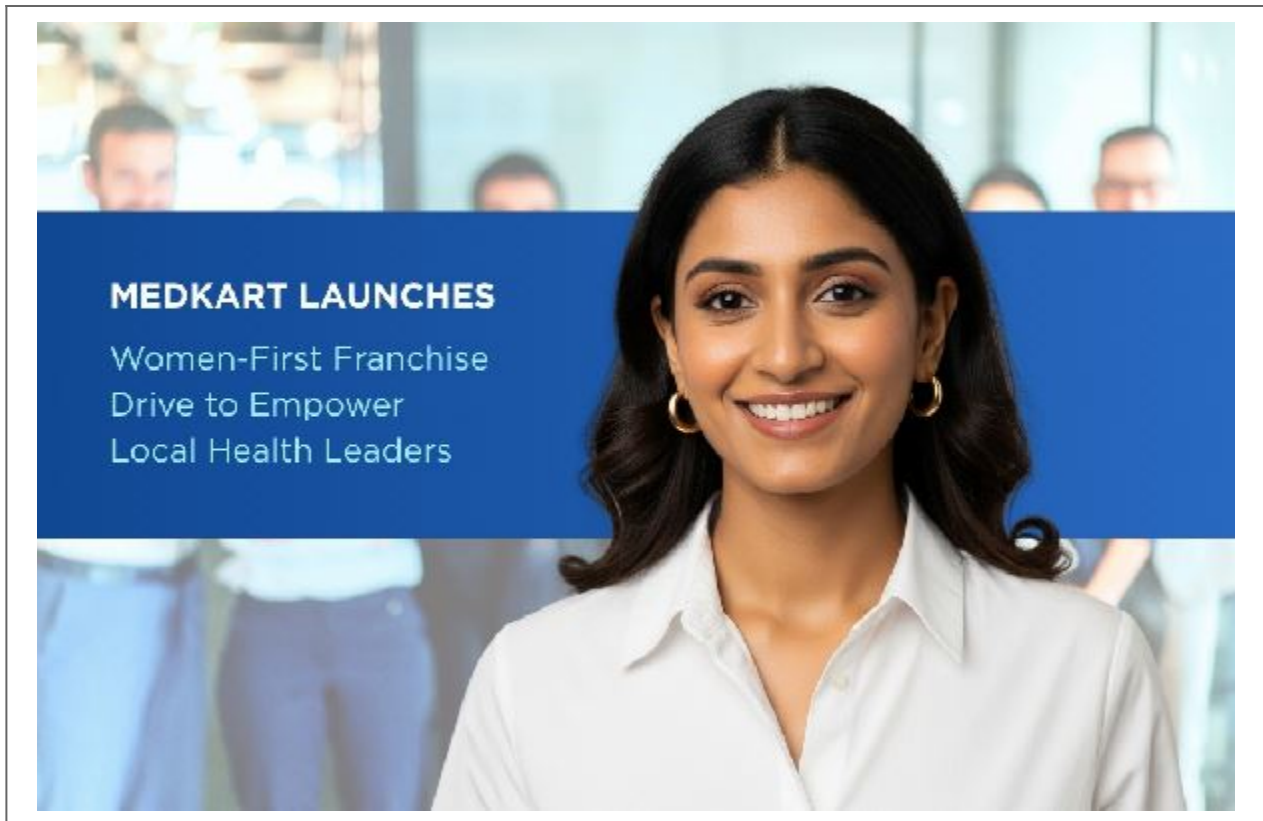 MEDKART LAUNCHES
Women-First Franchise
Drive to Empower
Local Health Leaders